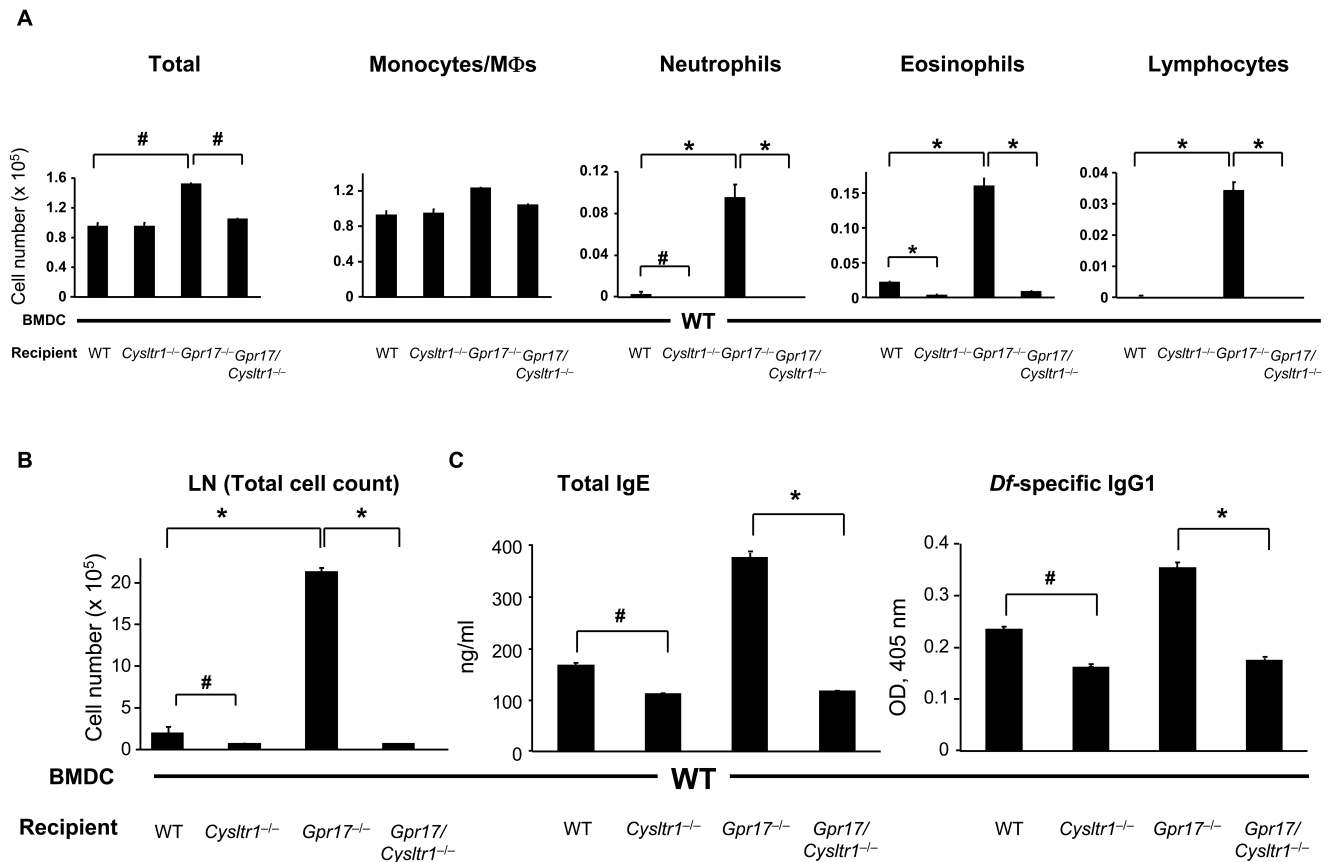 A
Total
Monocytes/MΦs
Neutrophils
Eosinophils
Lymphocytes
Cell number (x 10⁵)
# #
1.6
1.2
0.8
0.4
0
1.2
0.8
0.4
0
* *
0.12
0.08
0.04
0
#
* *
0.15
0.10
0.05
0
*
* *
0.04
0.03
0.02
0.01
0
BMDC WT
Recipient WT Cysltr1–/– Gpr17–/– Gpr17/
Cysltr1–/–
WT Cysltr1–/– Gpr17–/– Gpr17/
Cysltr1–/–
WT Cysltr1–/– Gpr17–/– Gpr17/
Cysltr1–/–
WT Cysltr1–/– Gpr17–/– Gpr17/
Cysltr1–/–
WT Cysltr1–/– Gpr17–/– Gpr17/
Cysltr1–/–
B
LN (Total cell count)
* *
Cell number (x 10⁵)
20
15
10
5
0
#
C
Total IgE
*
ng/ml
400
300
200
100
0
#
Df-specific IgG1
*
OD, 405 nm
0.4
0.3
0.2
0.1
0
#
BMDC WT
Recipient WT Cysltr1–/– Gpr17–/– Gpr17/
Cysltr1–/–
WT Cysltr1–/– Gpr17–/– Gpr17/
Cysltr1–/–
WT Cysltr1–/– Gpr17–/– Gpr17/
Cysltr1–/–